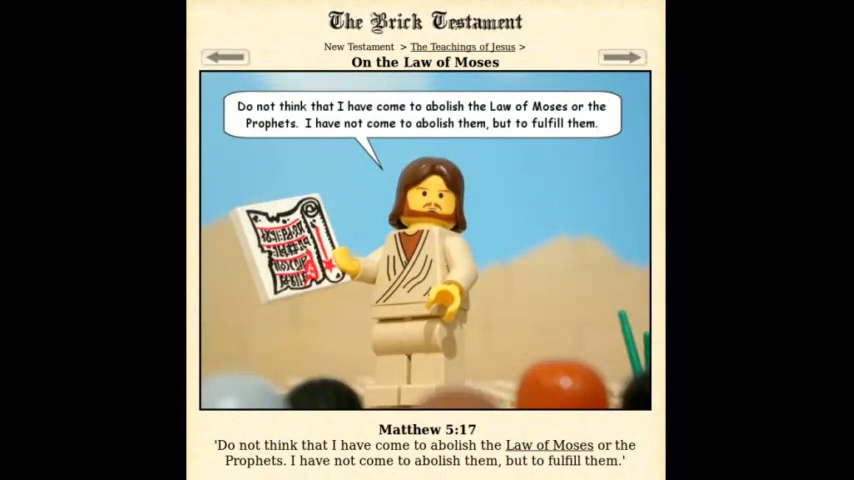 The Brick Testament
New Testament > The Teachings of Jesus >
On the Law of Moses
Do not think that I have come to abolish the Law of Moses or the
Prophets. I have not come to abolish them, but to fulfill them.
Matthew 5:17
'Do not think that I have come to abolish the Law of Moses or the
Prophets. I have not come to abolish them, but to fulfill them.'